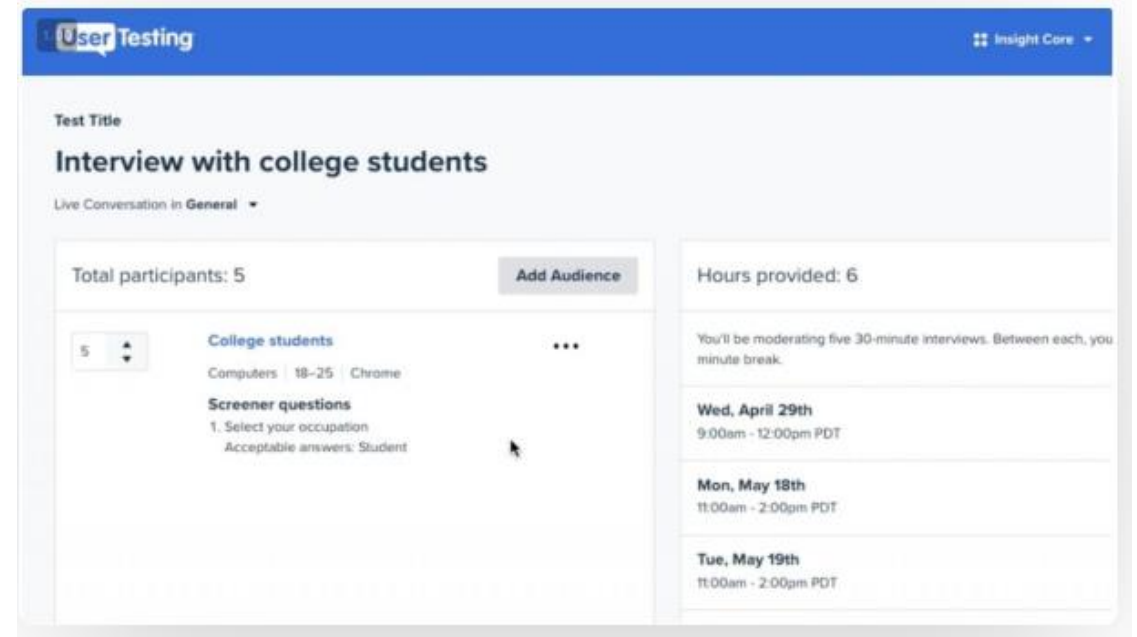 User Testing
Insight Core
Test Title
Interview with college students
Live Conversation in General
Total participants: 5
Add Audience
5
College students
Computers | 18–25 | Chrome
Screener questions
1. Select your occupation
Acceptable answers: Student
Hours provided: 6
You'll be moderating five 30-minute interviews. Between each, you
minute break.
Wed, April 29th
9:00am - 12:00pm PDT
Mon, May 18th
11:00am - 2:00pm PDT
Tue, May 19th
11:00am - 2:00pm PDT